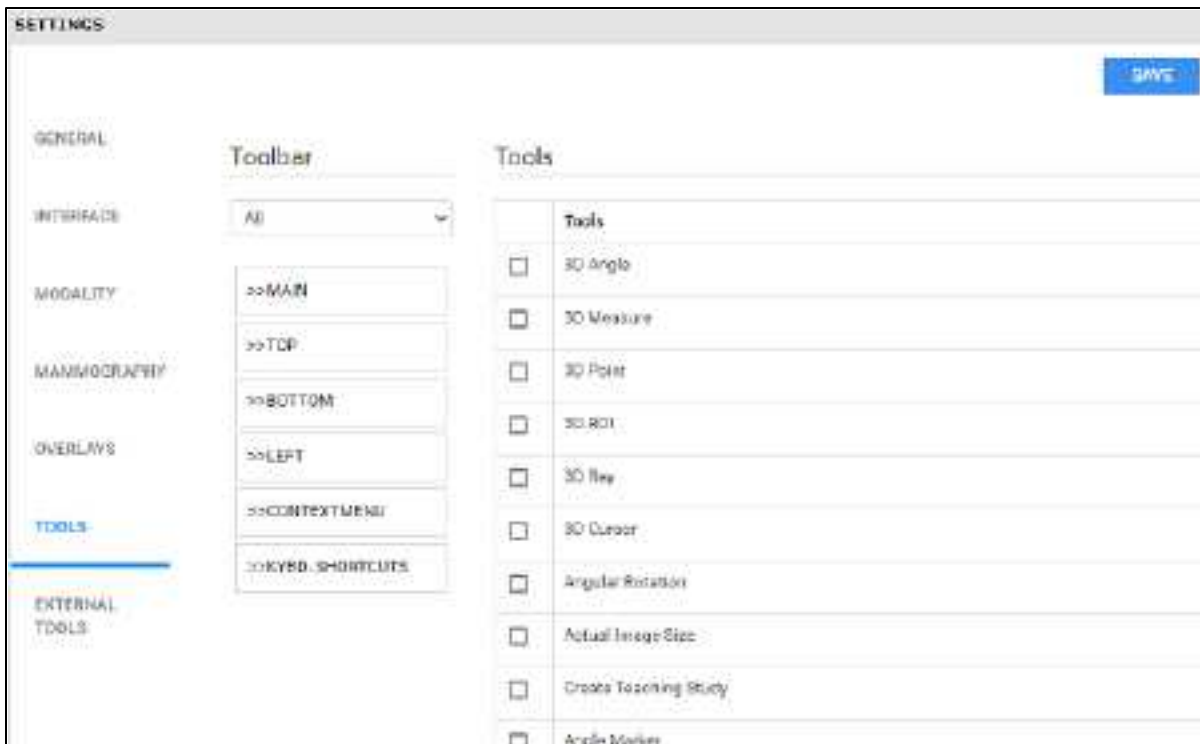 SETTINGS
SAVE
GENERAL
INTERFACE
MODALITY
MAMMOGRAPHY
OVERLAYS
TOOLS
EXTERNAL
TOOLS
Toolbar
All
>>MAIN
>>TOP
>>BOTTOM
>>LEFT
>>CONTEXTMENU
>>KYBD. SHORTCUTS
Tools
Tools
3D Angle
3D Measure
3D Point
3D ROI
3D Ray
3D Cursor
Angular Rotation
Actual Image Size
Create Teaching Study
Marker